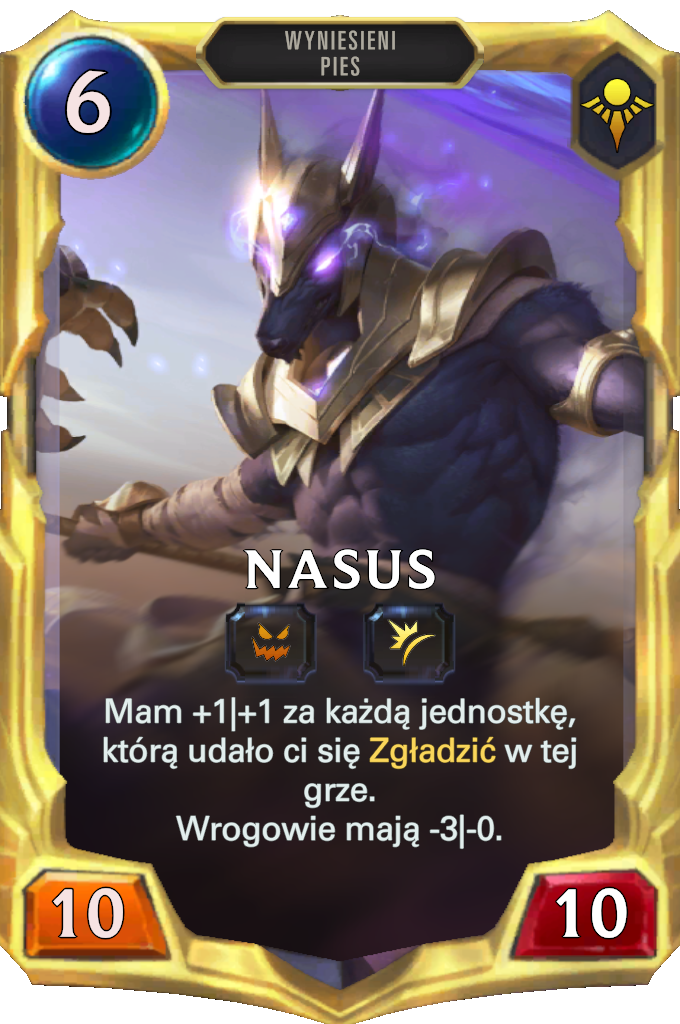 WYNIESIENI
PIES
6
NASUS
Mam +1|+1 za każdą jednostkę,
którą udało ci się Zgładzić w tej
grze.
Wrogowie mają -3|-0.
10
10